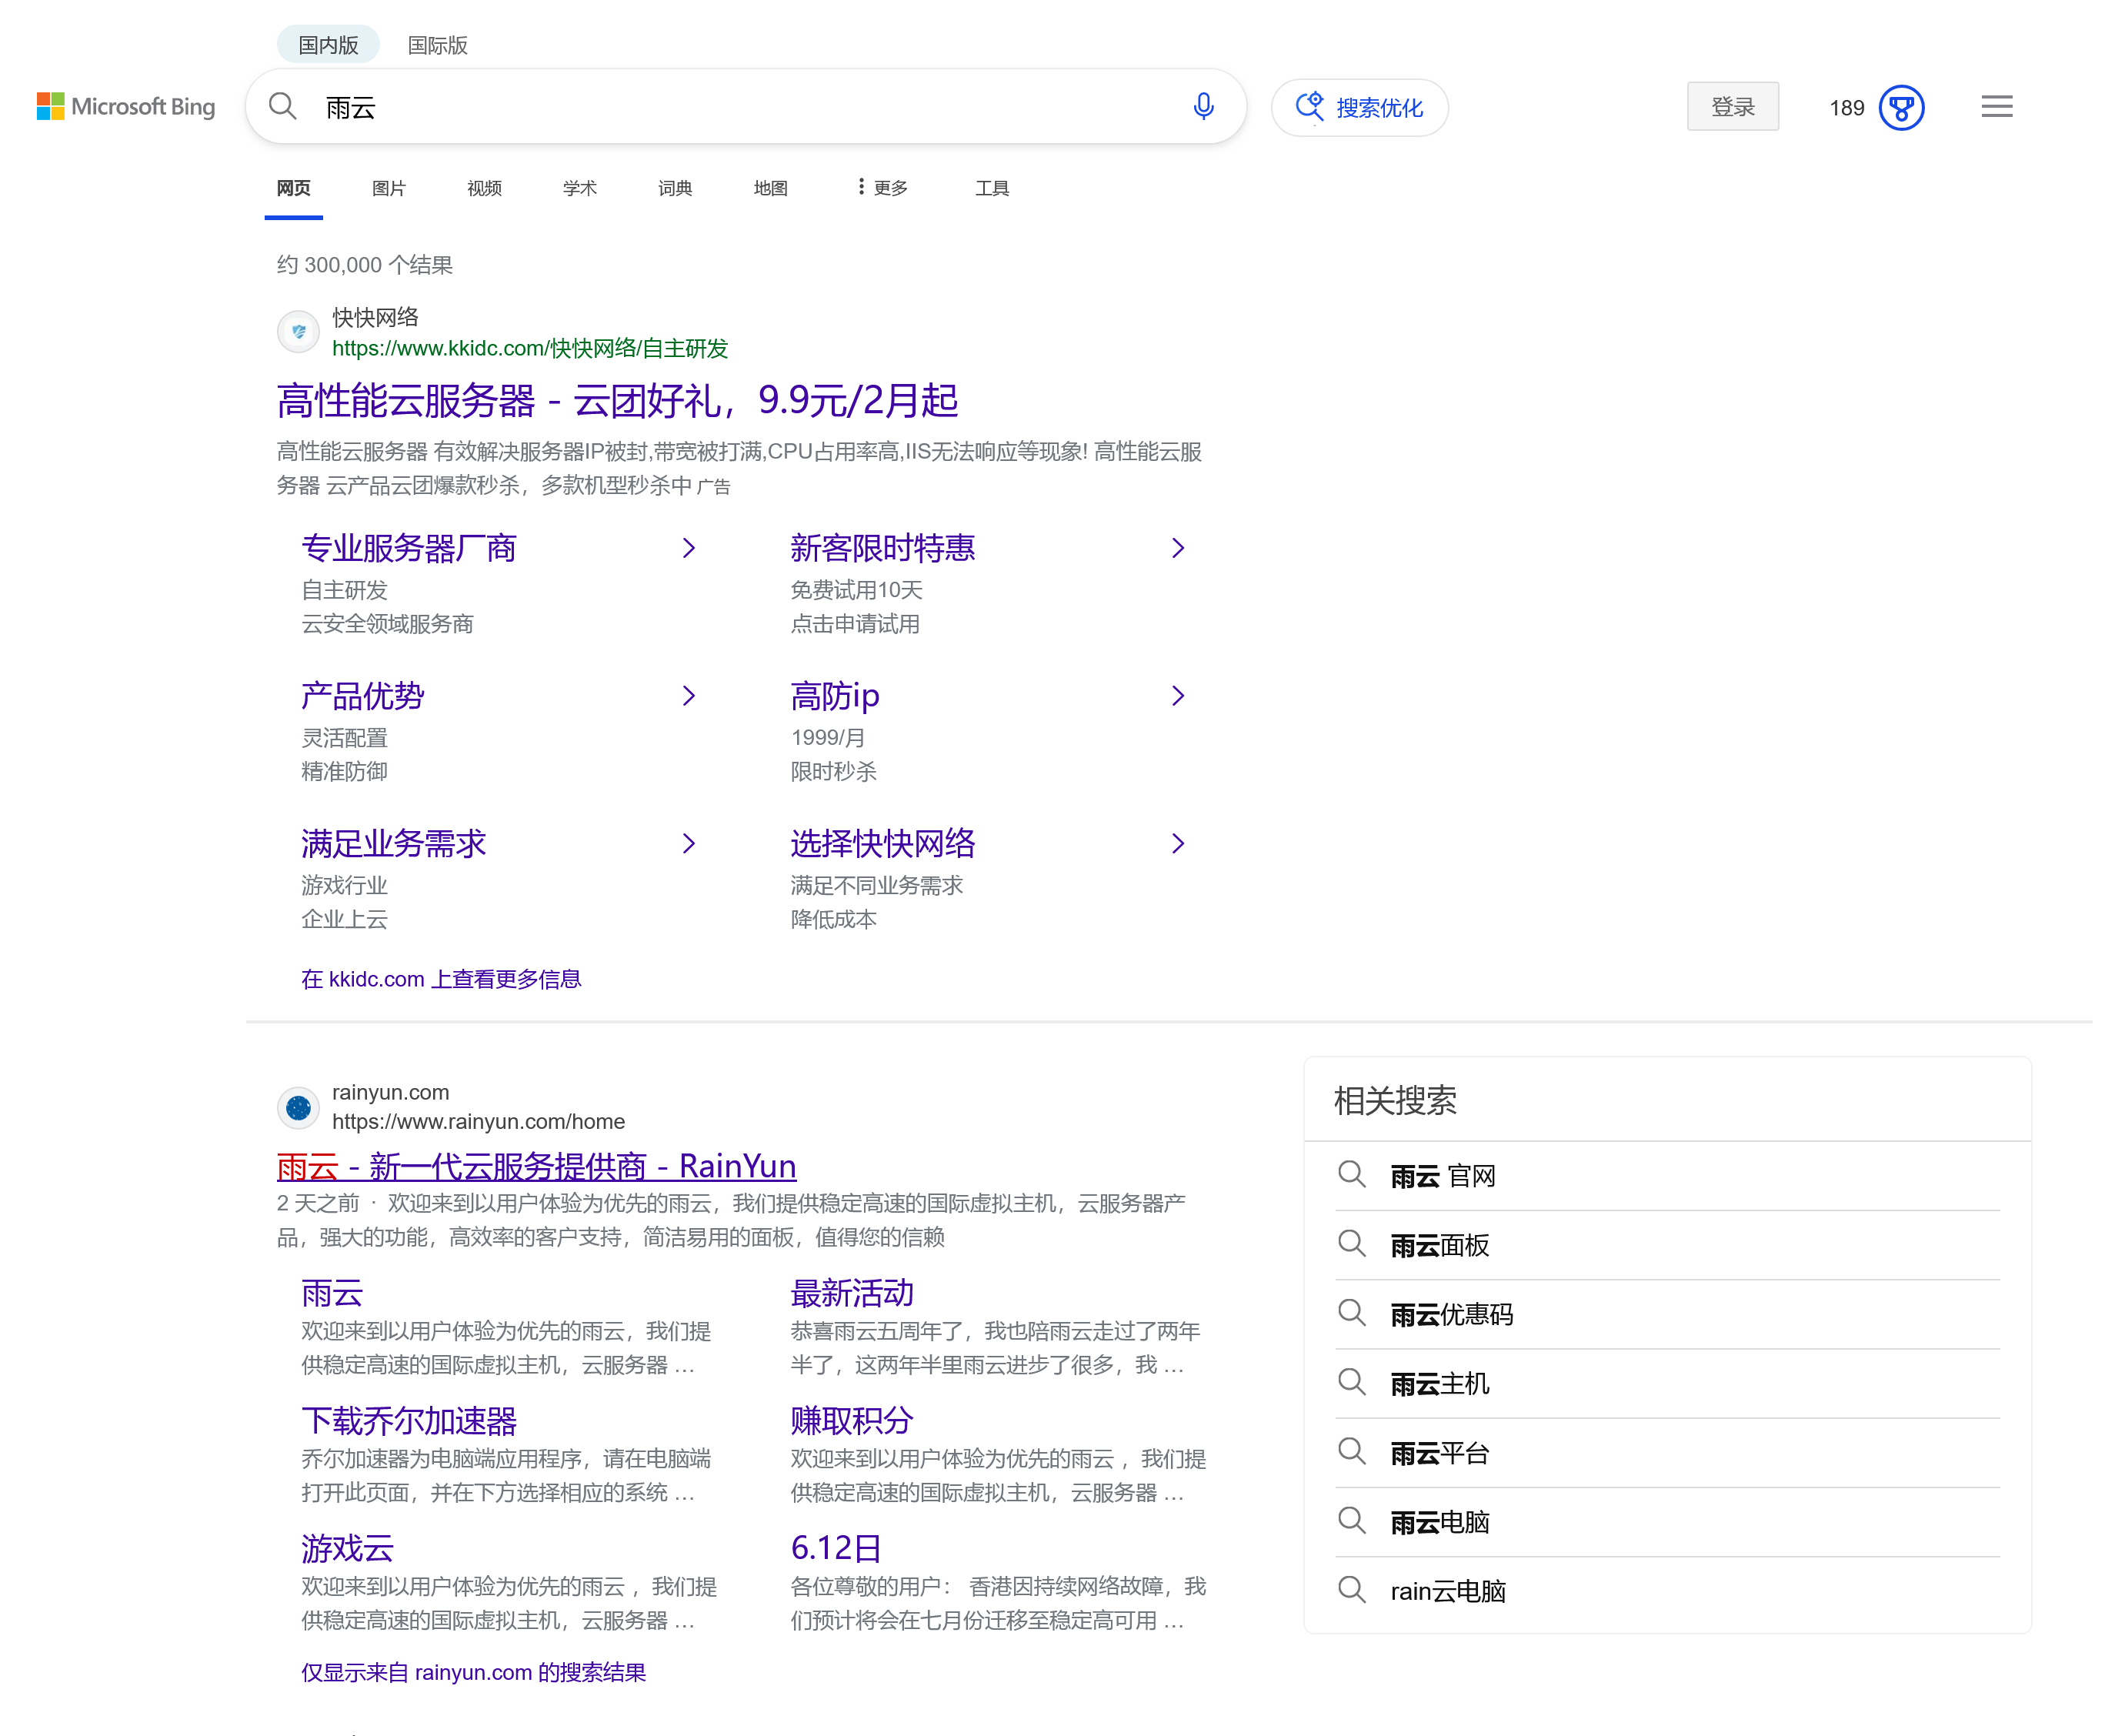 国内版 国际版
Microsoft Bing 雨云 搜索优化 登录 189
网页 图片 视频 学术 词典 地图 更多 工具
约 300,000 个结果
快快网络
https://www.kkidc.com/快快网络/自主研发
高性能云服务器 - 云团好礼，9.9元/2月起
高性能云服务器 有效解决服务器IP被封,带宽被打满,CPU占用率高,IIS无法响应等现象! 高性能云服
务器 云产品云团爆款秒杀，多款机型秒杀中 广告
专业服务器厂商
自主研发
云安全领域服务商
新客限时特惠
免费试用10天
点击申请试用
产品优势
灵活配置
精准防御
高防ip
1999/月
限时秒杀
满足业务需求
游戏行业
企业上云
选择快快网络
满足不同业务需求
降低成本
在 kkidc.com 上查看更多信息
rainyun.com
https://www.rainyun.com/home
雨云 - 新一代云服务提供商 - RainYun
2 天之前 · 欢迎来到以用户体验为优先的雨云，我们提供稳定高速的国际虚拟主机，云服务器产
品，强大的功能，高效率的客户支持，简洁易用的面板，值得您的信赖
雨云
欢迎来到以用户体验为优先的雨云，我们提
供稳定高速的国际虚拟主机，云服务器 …
最新活动
恭喜雨云五周年了，我也陪雨云走过了两年
半了，这两年半里雨云进步了很多，我 …
下载乔尔加速器
乔尔加速器为电脑端应用程序，请在电脑端
打开此页面，并在下方选择相应的系统 …
赚取积分
欢迎来到以用户体验为优先的雨云 ，我们提
供稳定高速的国际虚拟主机，云服务器 …
游戏云
欢迎来到以用户体验为优先的雨云 ，我们提
供稳定高速的国际虚拟主机，云服务器 …
6.12日
各位尊敬的用户： 香港因持续网络故障，我
们预计将会在七月份迁移至稳定高可用 …
仅显示来自 rainyun.com 的搜索结果
相关搜索
雨云 官网
雨云面板
雨云优惠码
雨云主机
雨云平台
雨云电脑
rain云电脑